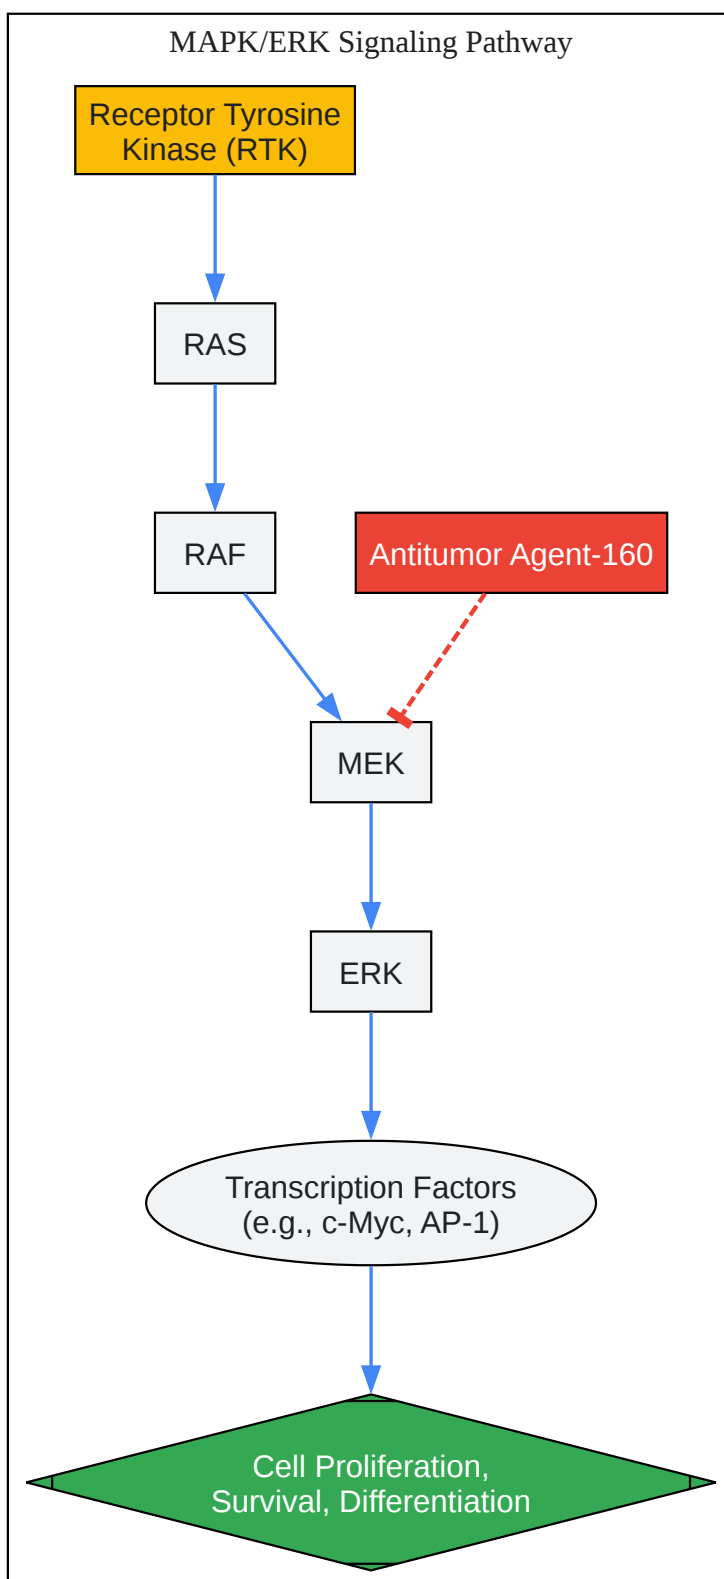 MAPK/ERK Signaling Pathway
Receptor Tyrosine
Kinase (RTK)
RAS
RAF
Antitumor Agent-160
MEK
ERK
Transcription Factors
(e.g., c-Myc, AP-1)
Cell Proliferation,
Survival, Differentiation